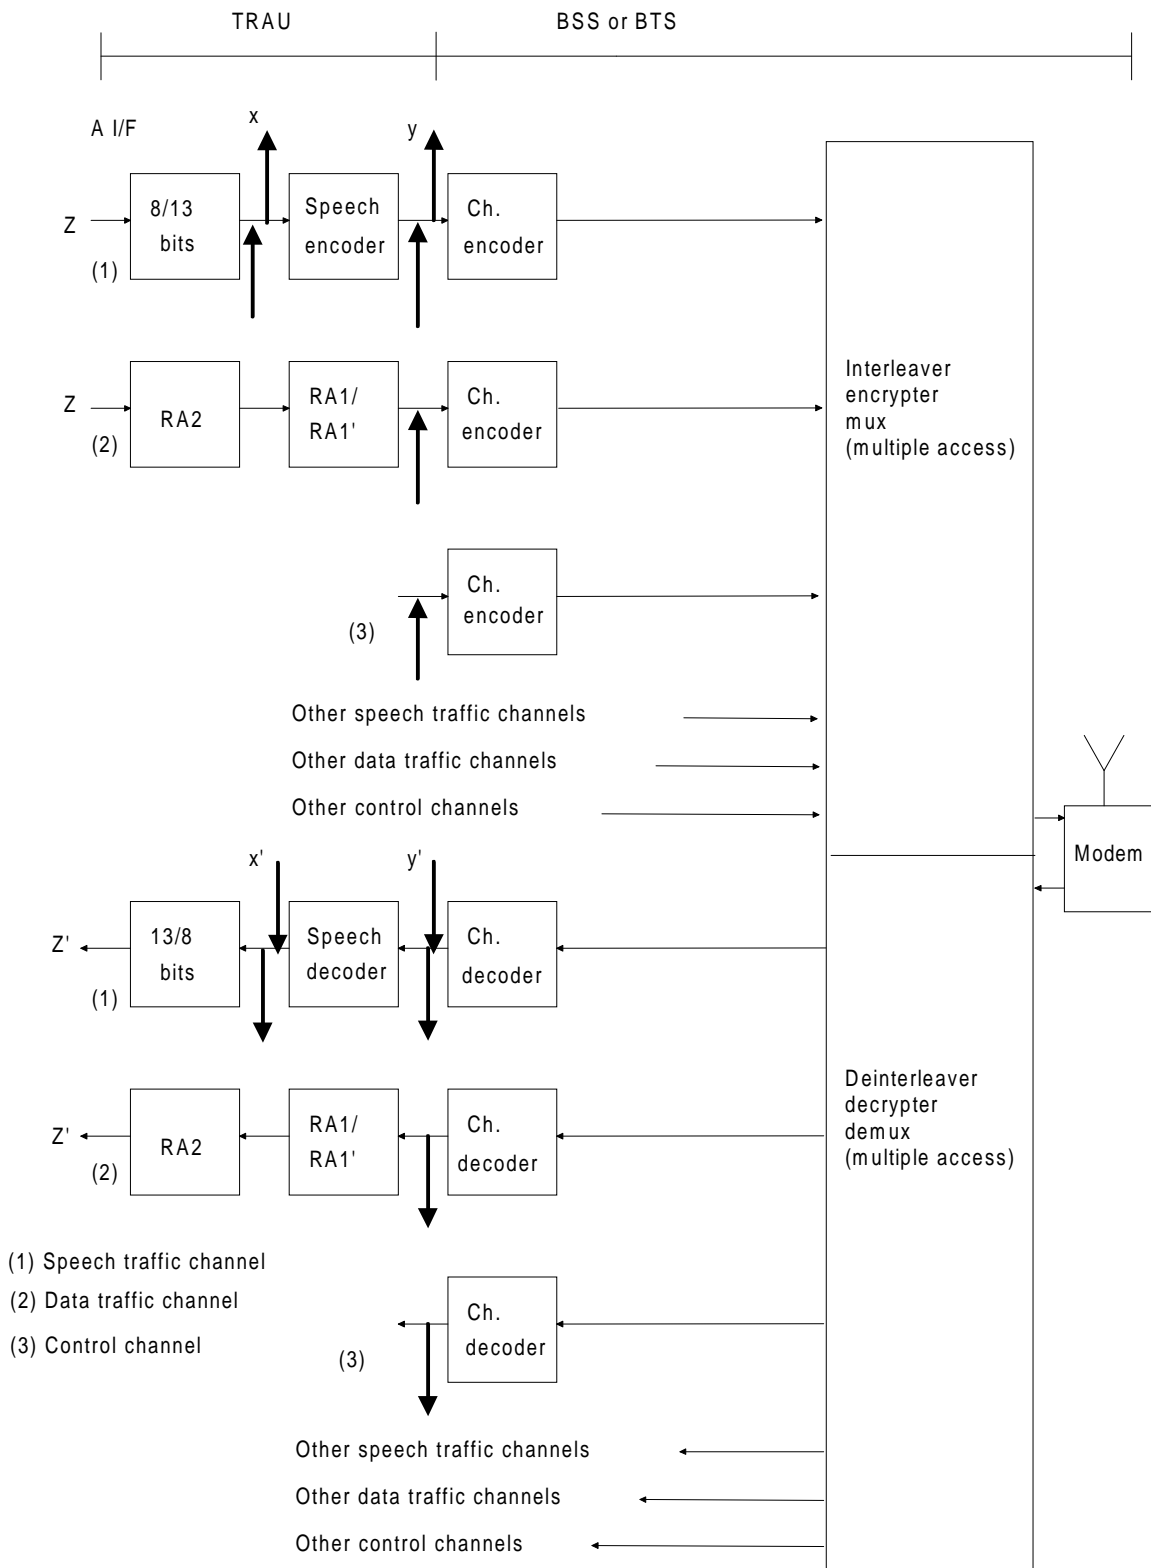 TRAU
BSS or BTS
A I/F
x
y
Z
(1)
8/13
bits
Speech
encoder
Ch.
encoder
Z
(2)
RA2
RA1/
RA1'
Ch.
encoder
Interleaver
encrypter
mux
(multiple access)
(3)
Ch.
encoder
Other speech traffic channels
Other data traffic channels
Other control channels
Modem
x'
y'
Z'
(1)
13/8
bits
Speech
decoder
Ch.
decoder
Z'
(2)
RA2
RA1/
RA1'
Ch.
decoder
Deinterleaver
decrypter
demux
(multiple access)
(1) Speech traffic channel
(2) Data traffic channel
(3) Control channel
(3)
Ch.
decoder
Other speech traffic channels
Other data traffic channels
Other control channels